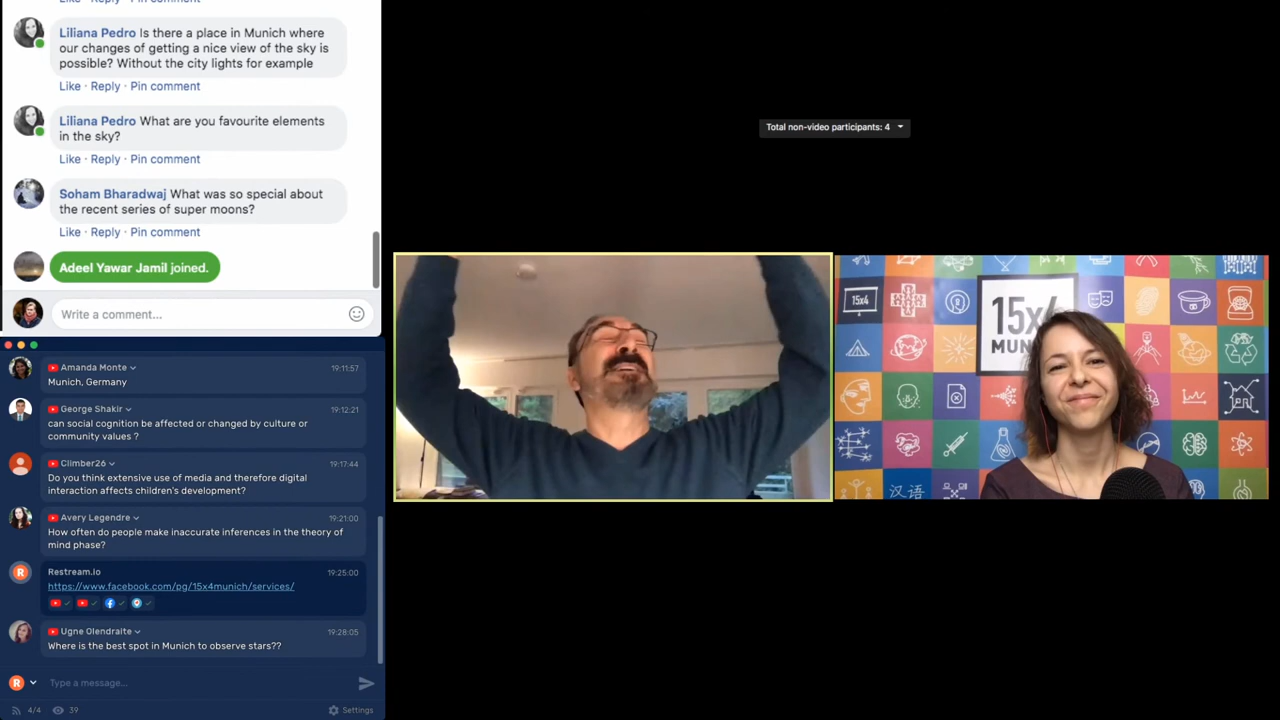 Like · Reply · Pin comment
Liliana Pedro Is there a place in Munich where
our changes of getting a nice view of the sky is
possible? Without the city lights for example
Like · Reply · Pin comment
Liliana Pedro What are you favourite elements
in the sky?
Like · Reply · Pin comment
Soham Bharadwaj What was so special about
the recent series of super moons?
Like · Reply · Pin comment
Adeel Yawar Jamil joined.
Write a comment...
Amanda Monte
19:11:57
Munich, Germany
George Shakir
19:12:21
can social cognition be affected or changed by culture or
community values ?
Climber26
19:17:44
Do you think extensive use of media and therefore digital
interaction affects children's development?
Avery Legendre
19:21:00
How often do people make inaccurate inferences in the theory of
mind phase?
Restream.io
19:25:00
https://www.facebook.com/pg/15x4munich/services/
Ugne Olendraite
19:28:05
Where is the best spot in Munich to observe stars??
R
Type a message...
4/4
39
Settings
Total non-video participants: 4
15x4
15x4
MUN
汉语